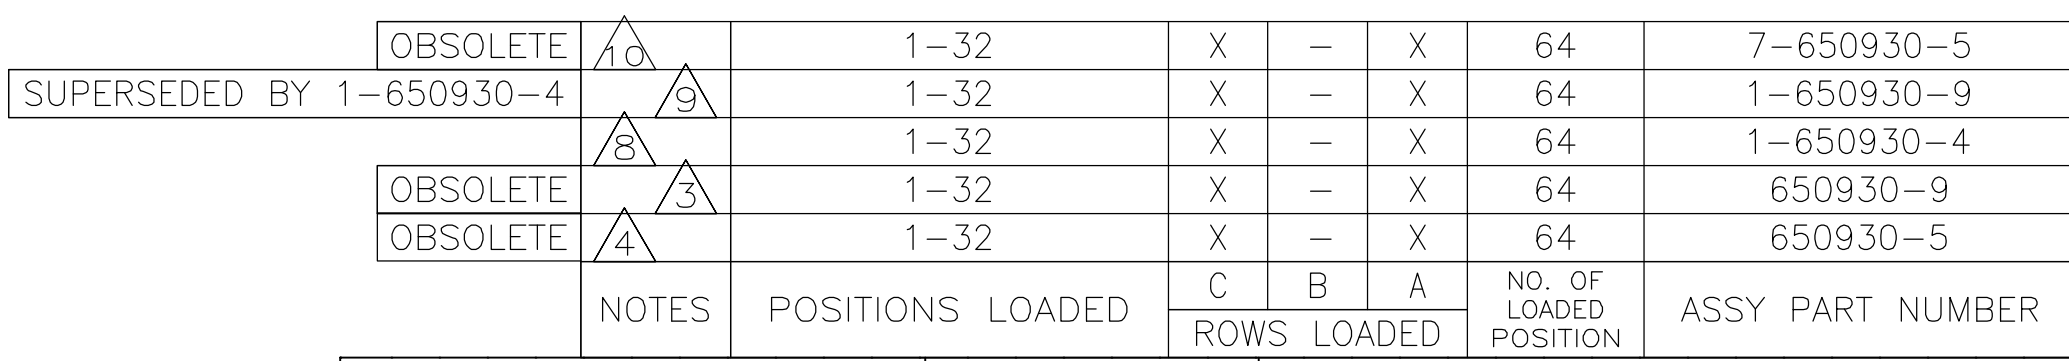 OBSOLETE 10 1-32 X - X 64 7-650930-5
SUPERSEDED BY 1-650930-4 9 1-32 X - X 64 1-650930-9
8 1-32 X - X 64 1-650930-4
OBSOLETE 3 1-32 X - X 64 650930-9
OBSOLETE 4 1-32 X - X 64 650930-5
NOTES POSITIONS LOADED C B A NO. OF LOADED POSITION ASSY PART NUMBER
ROWS LOADED